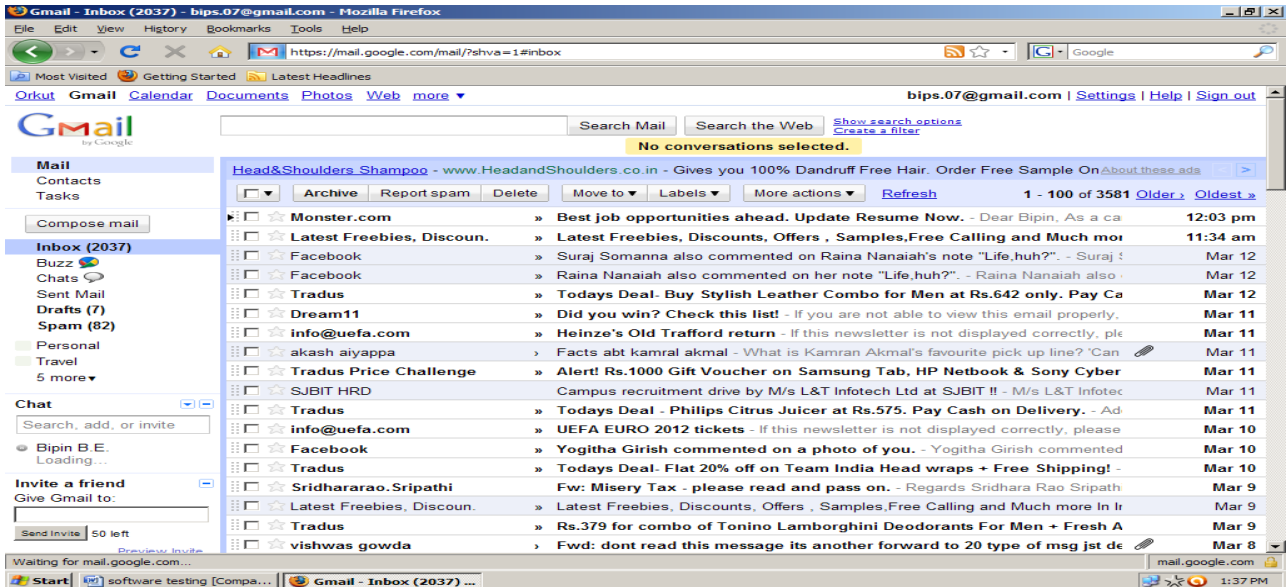 Gmail - Inbox (2037) - bips.07@gmail.com - Mozilla Firefox
File Edit View History Bookmarks Tools Help
https://mail.google.com/mail/?shva=1#inbox
Google
Most Visited Getting Started Latest Headlines
Orkut Gmail Calendar Documents Photos Web more ▼
bips.07@gmail.com | Settings | Help | Sign out
Gmail by Google
Search Mail Search the Web Show search options
Create a filter
No conversations selected.
Head&Shoulders Shampoo - www.HeadandShoulders.co.in - Gives you 100% Dandruff Free Hair. Order Free Sample On About these ads >
Archive Report spam Delete Move to ▼ Labels ▼ More actions ▼ Refresh 1 - 100 of 3581 Older › Oldest »
Monster.com » Best job opportunities ahead. Update Resume Now. - Dear Bipin, As a ca 12:03 pm
Latest Freebies, Discoun. » Latest Freebies, Discounts, Offers , Samples,Free Calling and Much mor 11:34 am
Facebook » Suraj Somanna also commented on Raina Nanaiah's note "Life,huh?". - Suraj Mar 12
Facebook » Raina Nanaiah also commented on her note "Life,huh?". - Raina Nanaiah also Mar 12
Tradus » Todays Deal- Buy Stylish Leather Combo for Men at Rs.642 only. Pay Ca Mar 12
Dream11 » Did you win? Check this list! - If you are not able to view this email properly, Mar 11
info@uefa.com » Heinze's Old Trafford return - If this newsletter is not displayed correctly, ple Mar 11
akash aiyappa › Facts abt kamral akmal - What is Kamran Akmal's favourite pick up line? 'Can Mar 11
Tradus Price Challenge » Alert! Rs.1000 Gift Voucher on Samsung Tab, HP Netbook & Sony Cyber Mar 11
SJBIT HRD Campus recruitment drive by M/s L&T Infotech Ltd at SJBIT !! - M/s L&T Infotec Mar 11
Tradus » Todays Deal - Philips Citrus Juicer at Rs.575. Pay Cash on Delivery. - Ad Mar 11
info@uefa.com » UEFA EURO 2012 tickets - If this newsletter is not displayed correctly, please Mar 10
Facebook » Yogitha Girish commented on a photo of you. - Yogitha Girish commented Mar 10
Tradus » Todays Deal- Flat 20% off on Team India Head wraps + Free Shipping! - Mar 10
Sridhararao.Sripathi Fw: Misery Tax - please read and pass on. - Regards Sridhara Rao Sripath Mar 9
Latest Freebies, Discoun. » Latest Freebies, Discounts, Offers , Samples,Free Calling and Much more In Ir Mar 9
Tradus » Rs.379 for combo of Tonino Lamborghini Deodorants For Men + Fresh A Mar 9
vishwas gowda › Fwd: dont read this message its another forward to 20 type of msg jst de Mar 8
Mail
Contacts
Tasks
Compose mail
Inbox (2037)
Buzz
Chats
Sent Mail
Drafts (7)
Spam (82)
Personal
Travel
5 more▼
Chat
Search, add, or invite
Bipin B.E.
Loading...
Invite a friend
Give Gmail to:
Send Invite 50 left
Preview Invite
Waiting for mail.google.com...
mail.google.com
Start software testing [Compa... Gmail - Inbox (2037) ... 1:37 PM